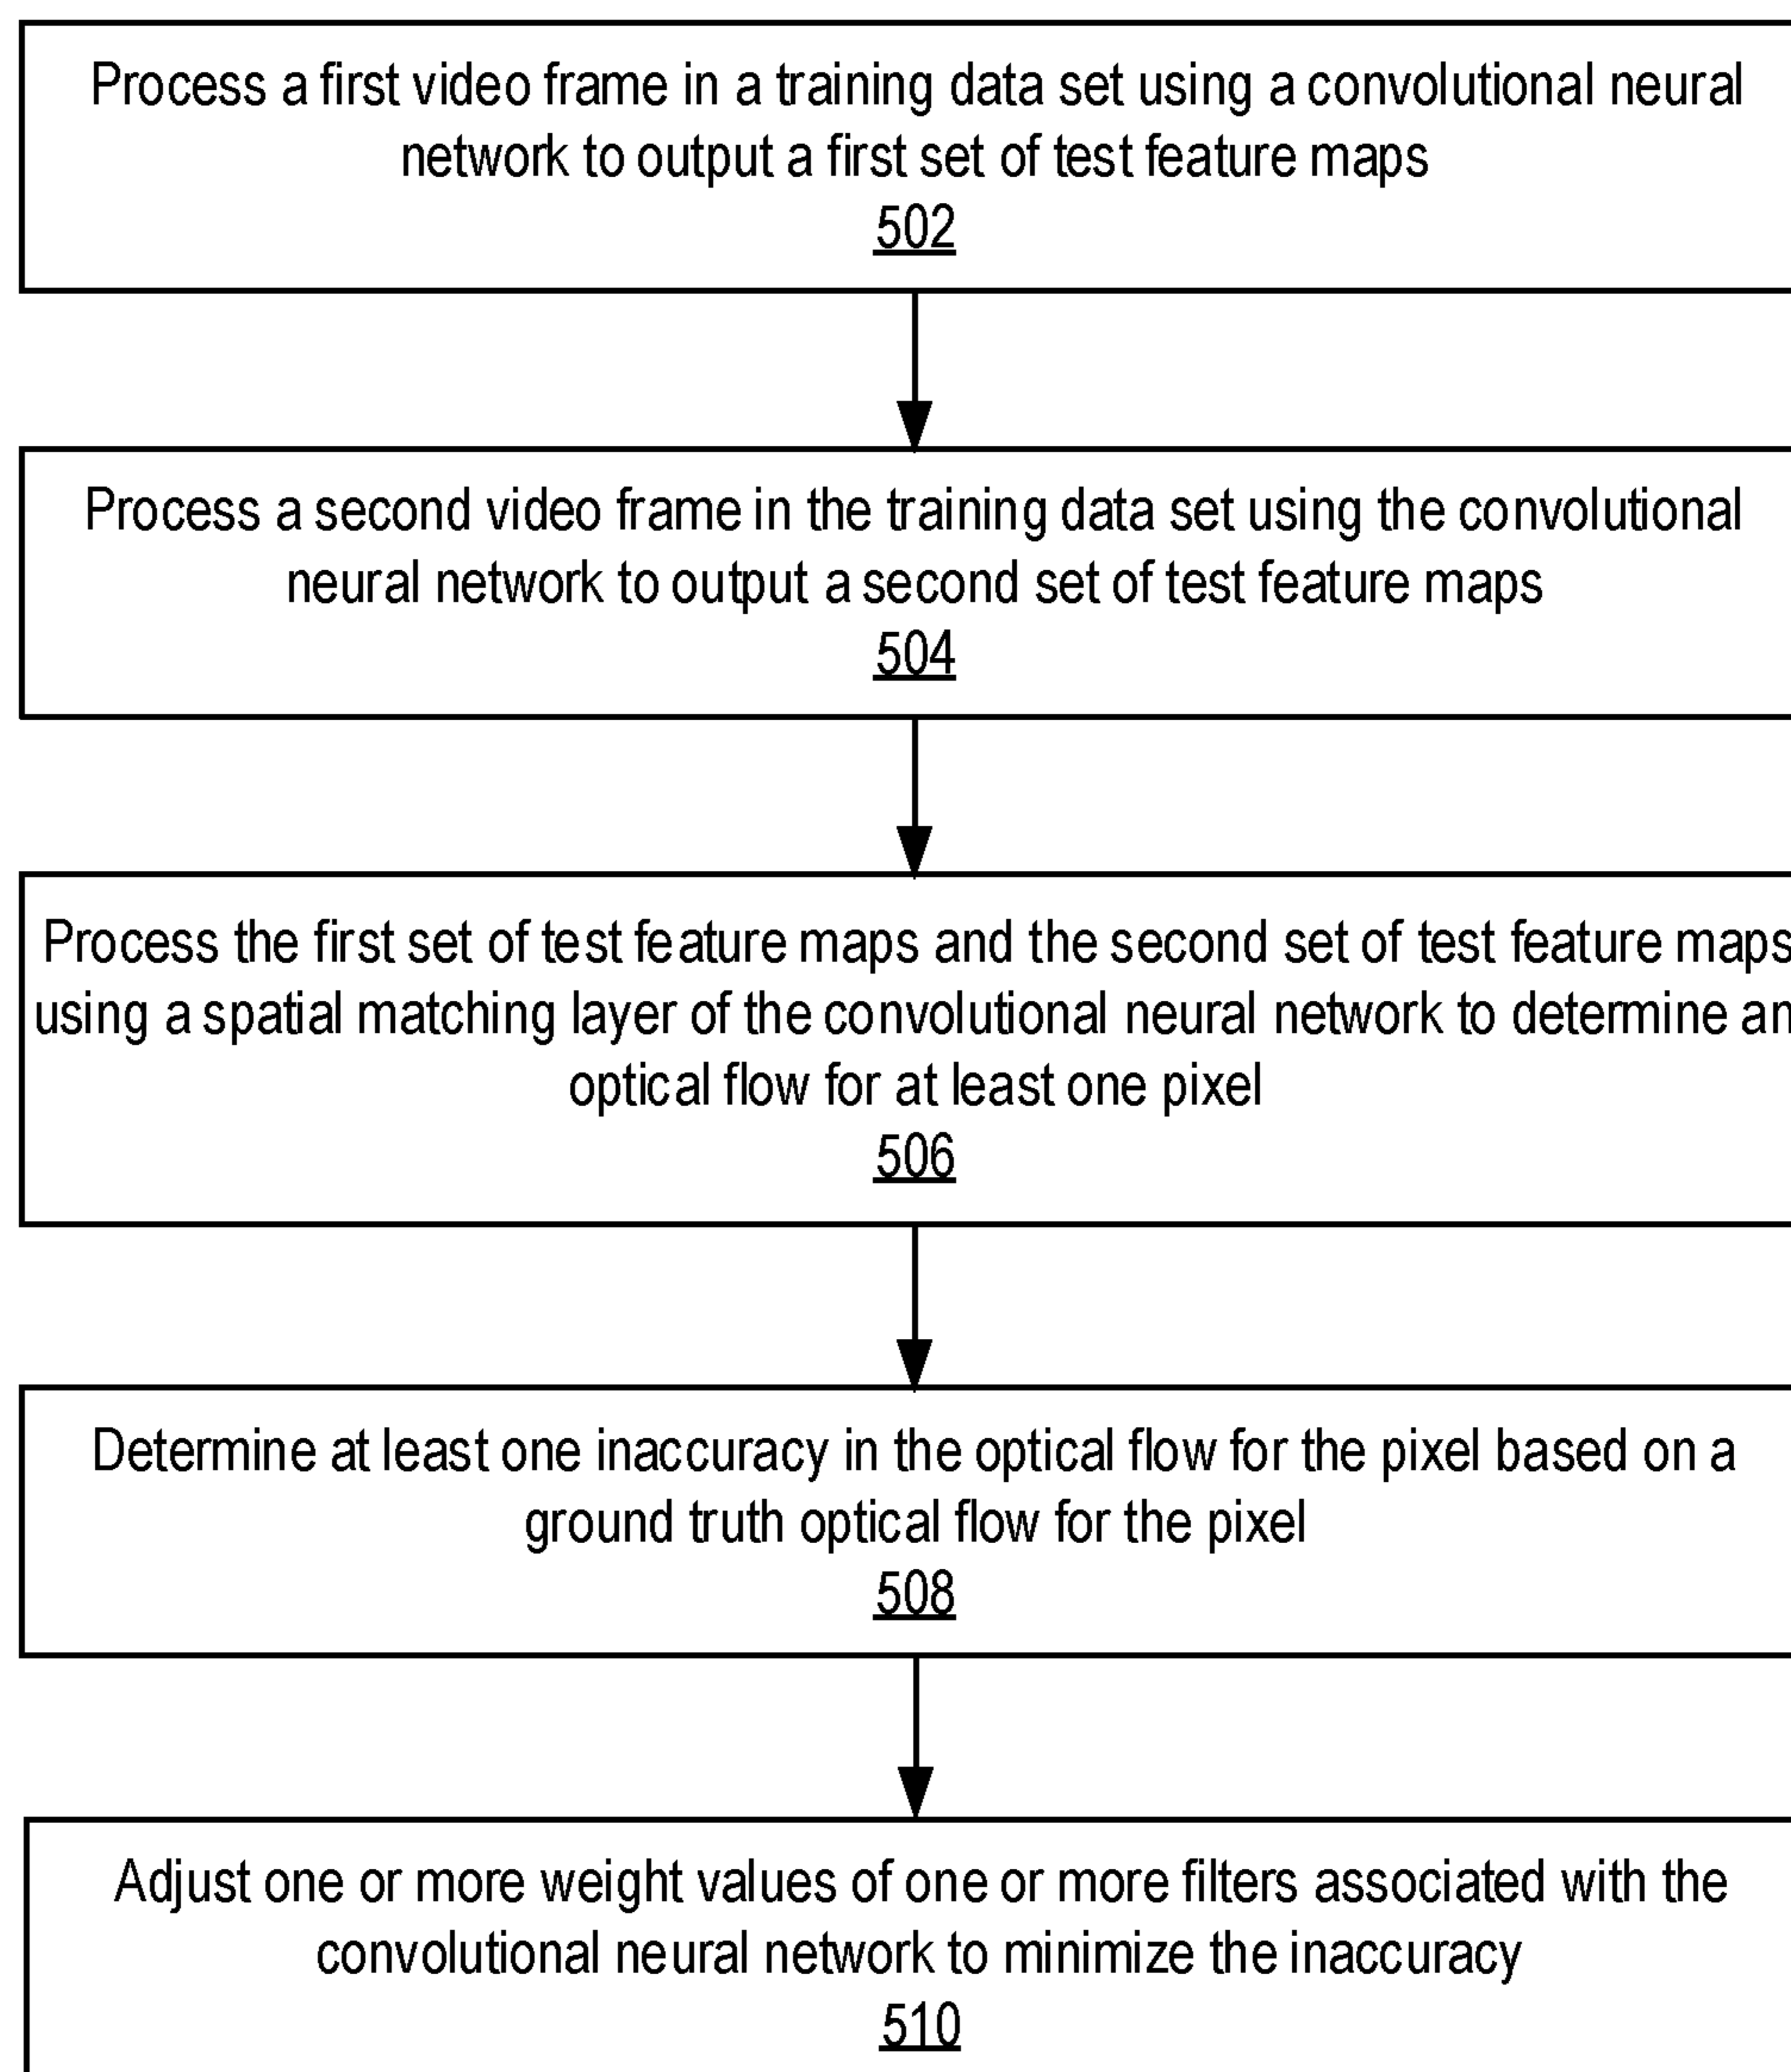 Process a first video frame in a training data set using a convolutional neural
network to output a first set of test feature maps
502
Process a second video frame in the training data set using the convolutional
neural network to output a second set of test feature maps
504
Process the first set of test feature maps and the second set of test feature maps
using a spatial matching layer of the convolutional neural network to determine an
optical flow for at least one pixel
506
Determine at least one inaccuracy in the optical flow for the pixel based on a
ground truth optical flow for the pixel
508
Adjust one or more weight values of one or more filters associated with the
convolutional neural network to minimize the inaccuracy
510